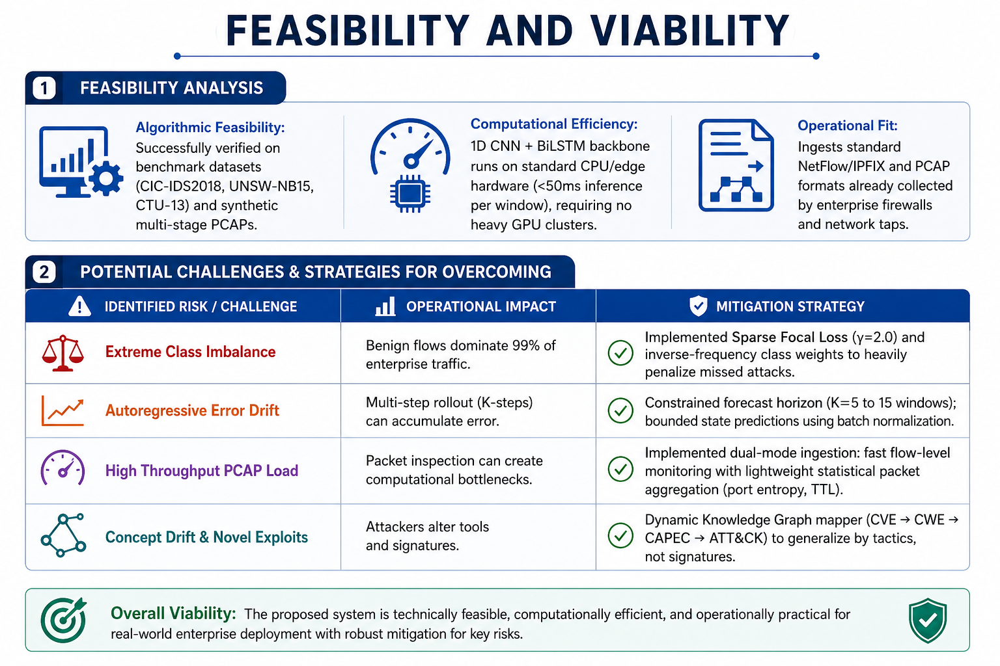 FEASIBILITY AND VIABILITY
1 FEASIBILITY ANALYSIS
Algorithmic Feasibility:
Successfully verified on
benchmark datasets
(CIC-IDS2018, UNSW-NB15,
CTU-13) and synthetic
multi-stage PCAPs.
Computational Efficiency:
1D CNN + BiLSTM backbone
runs on standard CPU/edge
hardware (<50ms inference
per window), requiring no
heavy GPU clusters.
Operational Fit:
Ingests standard
NetFlow/IPFIX and PCAP
formats already collected
by enterprise firewalls
and network taps.
2 POTENTIAL CHALLENGES & STRATEGIES FOR OVERCOMING
IDENTIFIED RISK / CHALLENGE
OPERATIONAL IMPACT
MITIGATION STRATEGY
Extreme Class Imbalance
Benign flows dominate 99% of
enterprise traffic.
Implemented Sparse Focal Loss (γ=2.0) and
inverse-frequency class weights to heavily
penalize missed attacks.
Autoregressive Error Drift
Multi-step rollout (K-steps)
can accumulate error.
Constrained forecast horizon (K=5 to 15 windows);
bounded state predictions using batch normalization.
High Throughput PCAP Load
Packet inspection can create
computational bottlenecks.
Implemented dual-mode ingestion: fast flow-level
monitoring with lightweight statistical packet
aggregation (port entropy, TTL).
Concept Drift & Novel Exploits
Attackers alter tools
and signatures.
Dynamic Knowledge Graph mapper (CVE → CWE →
CAPEC → ATT&CK) to generalize by tactics,
not signatures.
Overall Viability: The proposed system is technically feasible, computationally efficient, and operationally practical for
real-world enterprise deployment with robust mitigation for key risks.